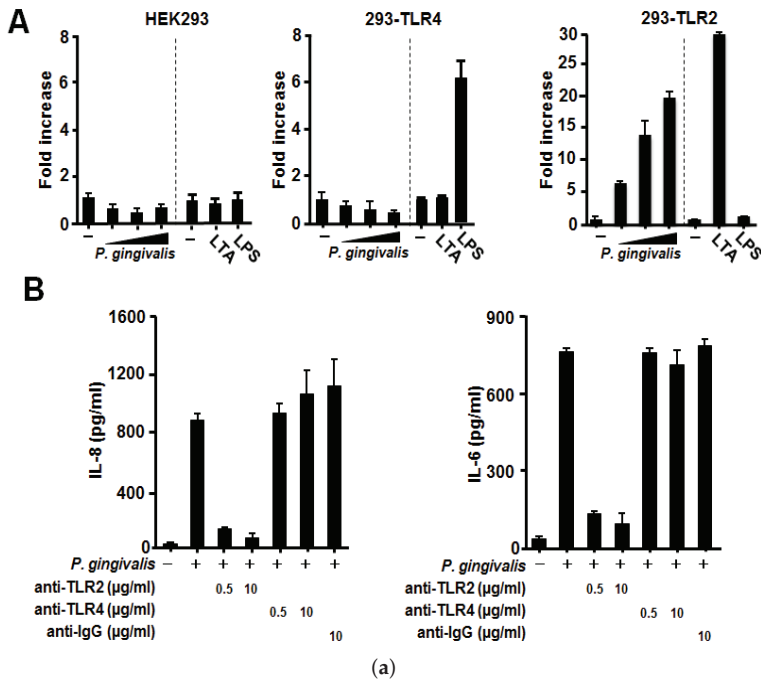 A
HEK293
293-TLR4
293-TLR2
Fold increase
8
6
4
2
0
– – LTA LPS
P. gingivalis
Fold increase
8
6
4
2
0
– – LTA LPS
P. gingivalis
Fold increase
30
25
20
15
10
5
0
– – LTA LPS
P. gingivalis
B
IL-8 (pg/ml)
1600
1200
800
400
0
P. gingivalis – + + + + + +
anti-TLR2 (µg/ml) 0.5 10
anti-TLR4 (µg/ml) 0.5 10
anti-IgG (µg/ml) 10
IL-6 (pg/ml)
900
600
300
0
P. gingivalis – + + + + + +
anti-TLR2 (µg/ml) 0.5 10
anti-TLR4 (µg/ml) 0.5 10
anti-IgG (µg/ml) 10
(a)